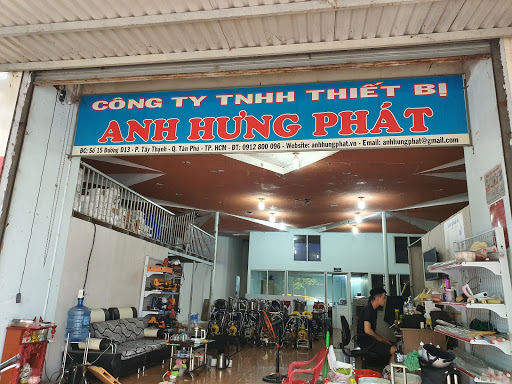 CÔNG TY TNHH THIẾT BỊ
ANH HƯNG PHÁT
ĐC: Số 15 Đường D13 - P. Tây Thạnh - Q. Tân Phú - TP. HCM - ĐT: 0912 800 096 - Website: anhhungphat.vn - Email: anhhungphat@gmail.com